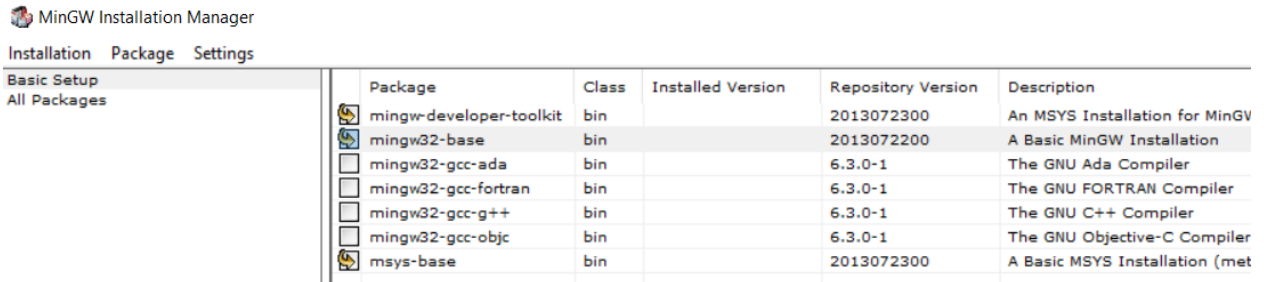 MinGW Installation Manager
Installation Package Settings
Basic Setup
All Packages
Package Class Installed Version Repository Version Description
mingw-developer-toolkit bin 2013072300 An MSYS Installation for MinGW
mingw32-base bin 2013072200 A Basic MinGW Installation
mingw32-gcc-ada bin 6.3.0-1 The GNU Ada Compiler
mingw32-gcc-fortran bin 6.3.0-1 The GNU FORTRAN Compiler
mingw32-gcc-g++ bin 6.3.0-1 The GNU C++ Compiler
mingw32-gcc-objc bin 6.3.0-1 The GNU Objective-C Compiler
msys-base bin 2013072300 A Basic MSYS Installation (met